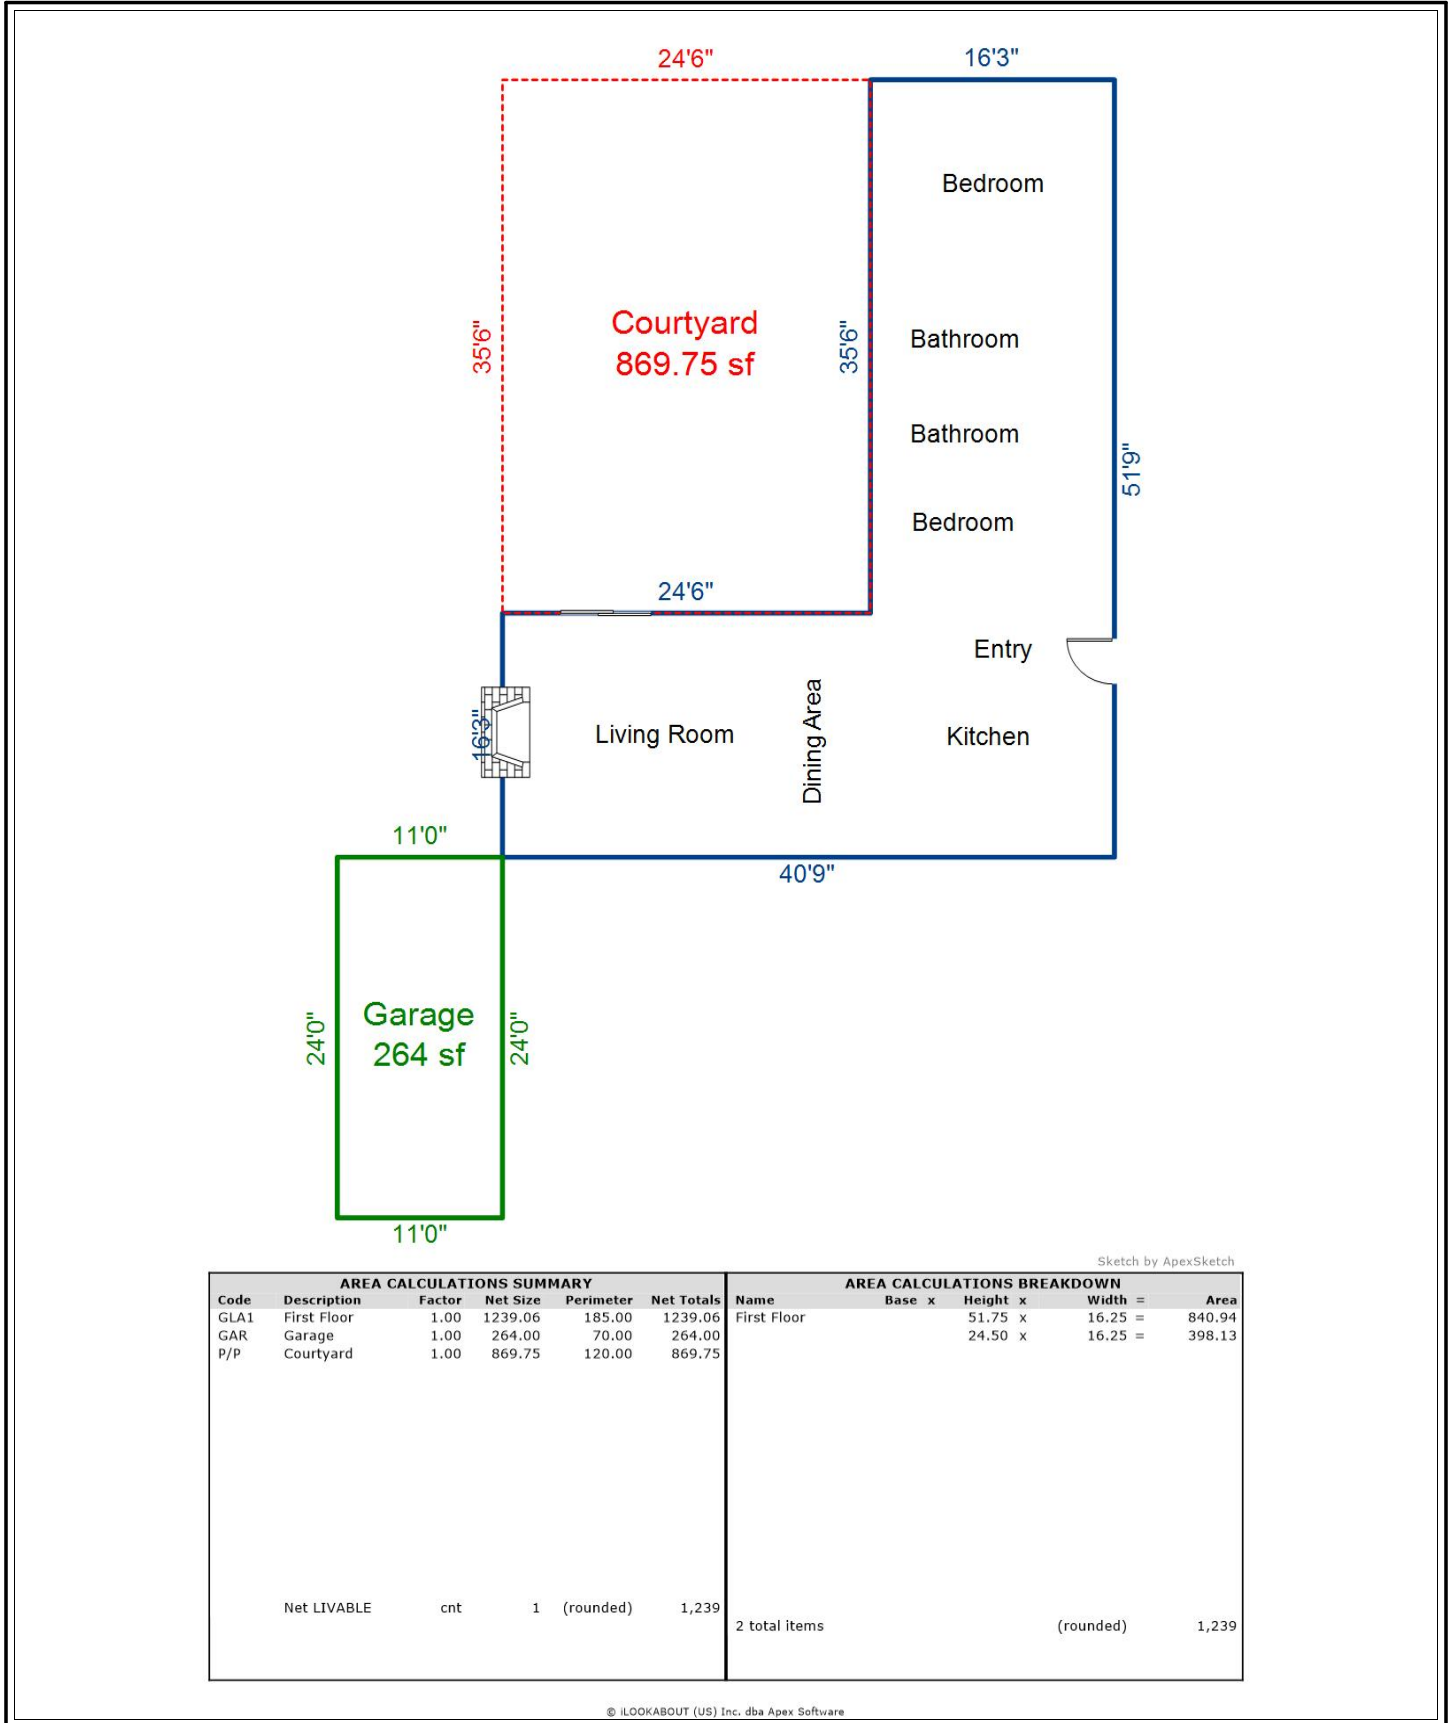 24'6"
16'3"
Bedroom
Courtyard
869.75 sf
35'6"
35'6"
Bathroom
Bathroom
51'9"
Bedroom
24'6"
Entry
16'3"
Living Room
Dining Area
Kitchen
11'0"
40'9"
Garage
264 sf
24'0"
24'0"
11'0"
Sketch by ApexSketch
AREA CALCULATIONS SUMMARY
Code Description Factor Net Size Perimeter Net Totals
GLA1 First Floor 1.00 1239.06 185.00 1239.06
GAR Garage 1.00 264.00 70.00 264.00
P/P Courtyard 1.00 869.75 120.00 869.75
Net LIVABLE cnt 1 (rounded) 1,239
AREA CALCULATIONS BREAKDOWN
Name Base x Height x Width = Area
First Floor 51.75 x 16.25 = 840.94
24.50 x 16.25 = 398.13
2 total items (rounded) 1,239
© iLOOKABOUT (US) Inc. dba Apex Software